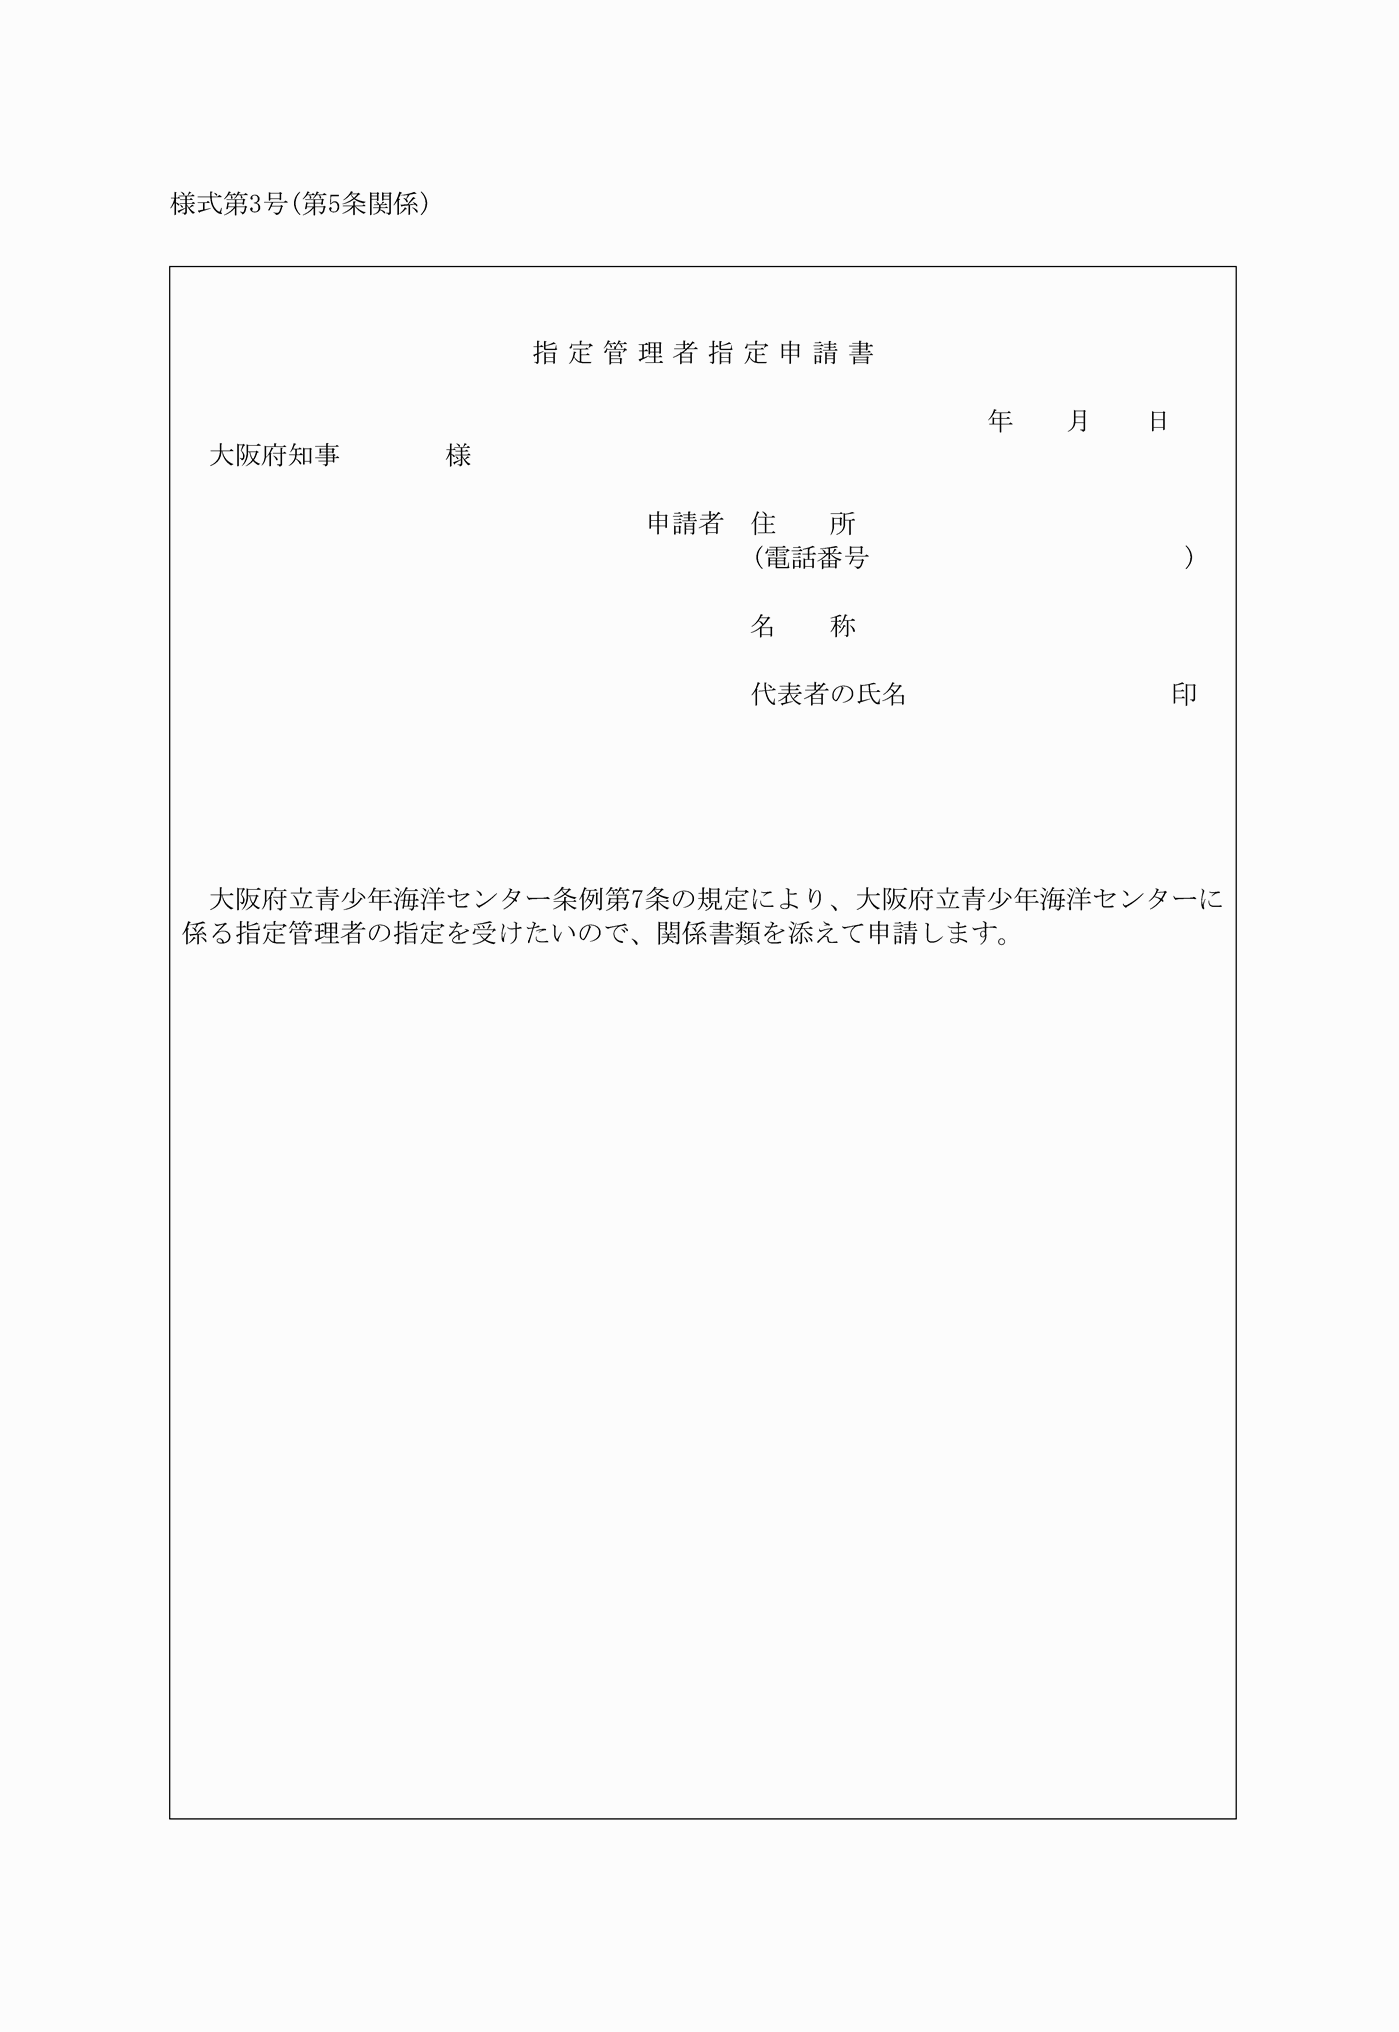 様式第3号(第5条関係)
指定管理者指定申請書
年　　月　　日
大阪府知事　　　　様
申請者　住　　所
(電話番号　　　　　　　　　　　　)
名　　称
代表者の氏名　　　　　　　　　　印
大阪府立青少年海洋センター条例第7条の規定により、大阪府立青少年海洋センターに
係る指定管理者の指定を受けたいので、関係書類を添えて申請します。